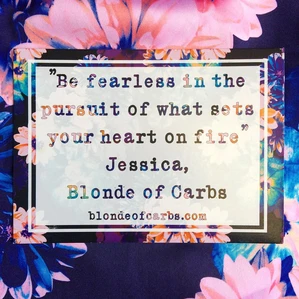 "Be fearless in the
pursuit of what sets
your heart on fire"
Jessica,
Blonde of Carbs
blondeofcarbs.com